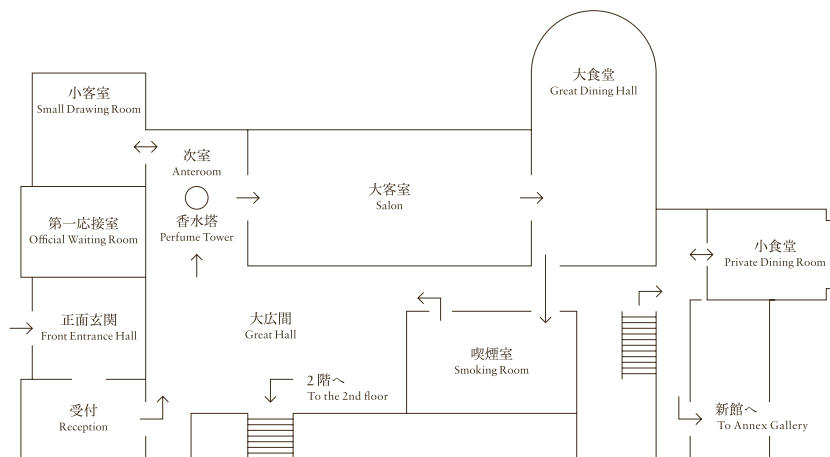 小客室
Small Drawing Room
次室
Anteroom
香水塔
Perfume Tower
大客室
Salon
大食堂
Great Dining Hall
第一応接室
Official Waiting Room
小食堂
Private Dining Room
正面玄関
Front Entrance Hall
大広間
Great Hall
喫煙室
Smoking Room
2階へ
To the 2nd floor
受付
Reception
新館へ
To Annex Gallery